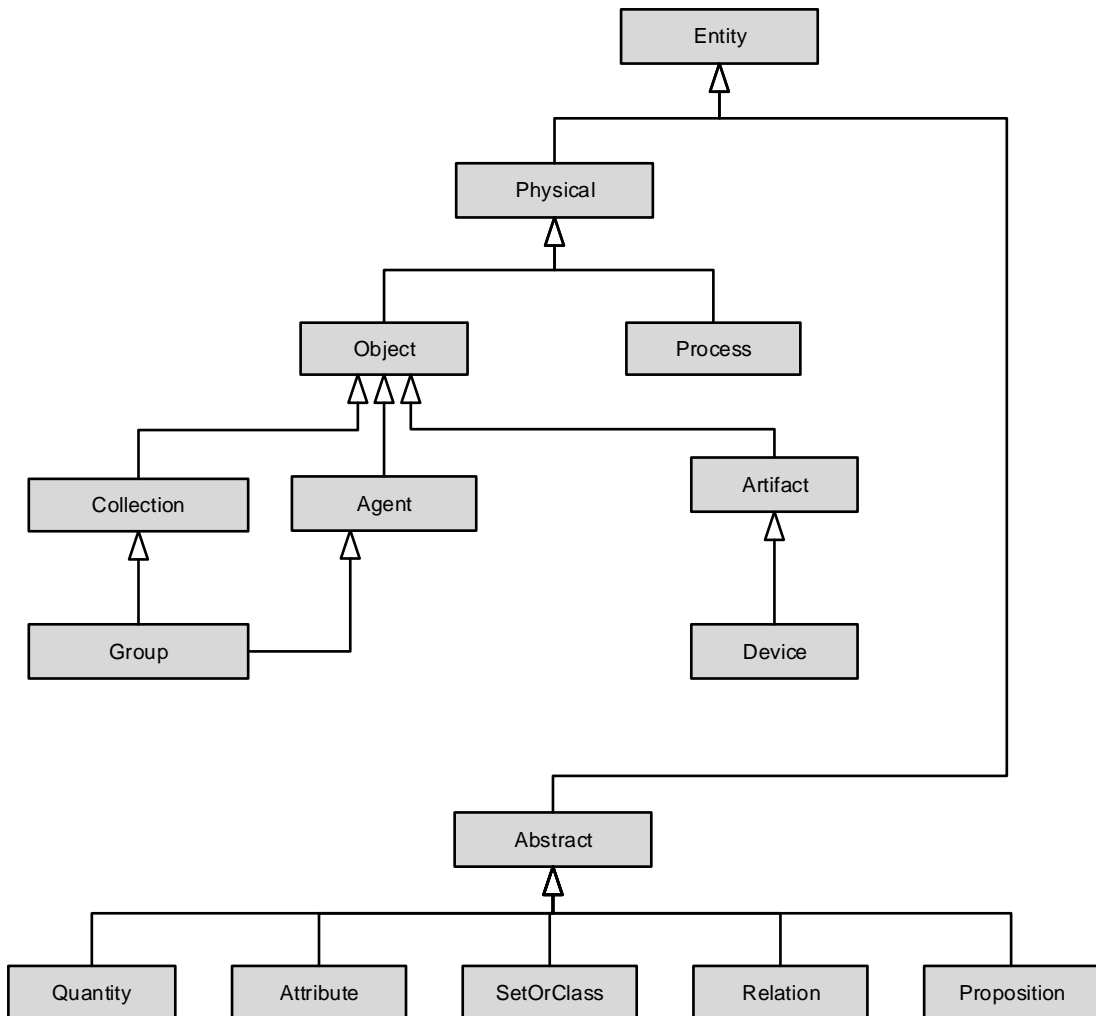 Entity
Physical
Object
Process
Collection
Agent
Artifact
Group
Device
Abstract
Quantity
Attribute
SetOrClass
Relation
Proposition